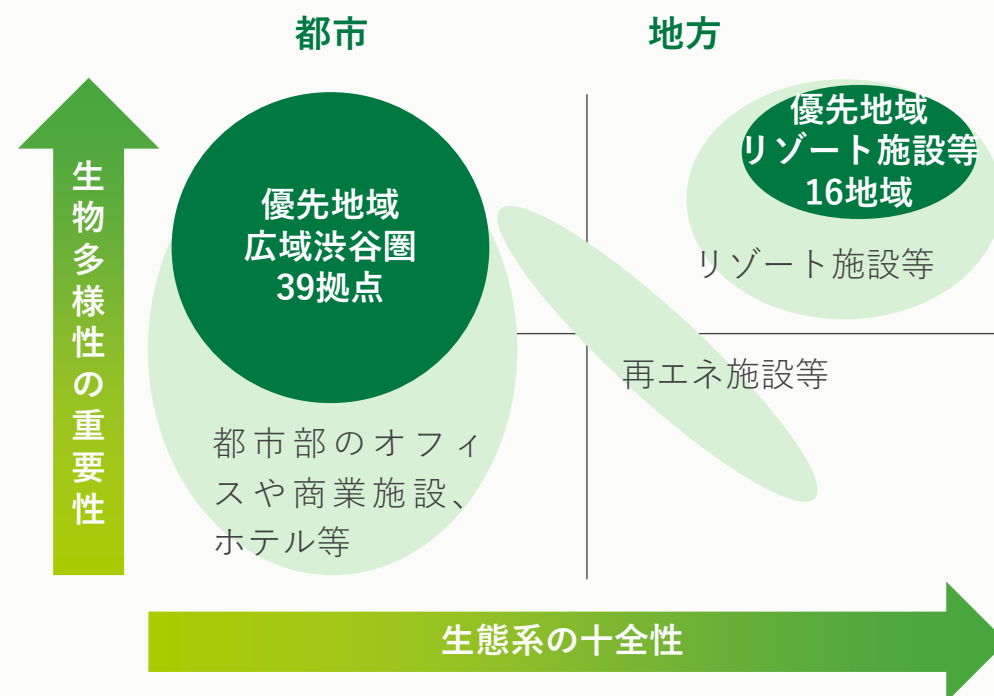 都市
地方
生物多様性の重要性
優先地域
広域渋谷圏
39拠点
優先地域
リゾート施設等
16地域
リゾート施設等
再エネ施設等
都市部のオフィ
スや商業施設、
ホテル等
生態系の十全性